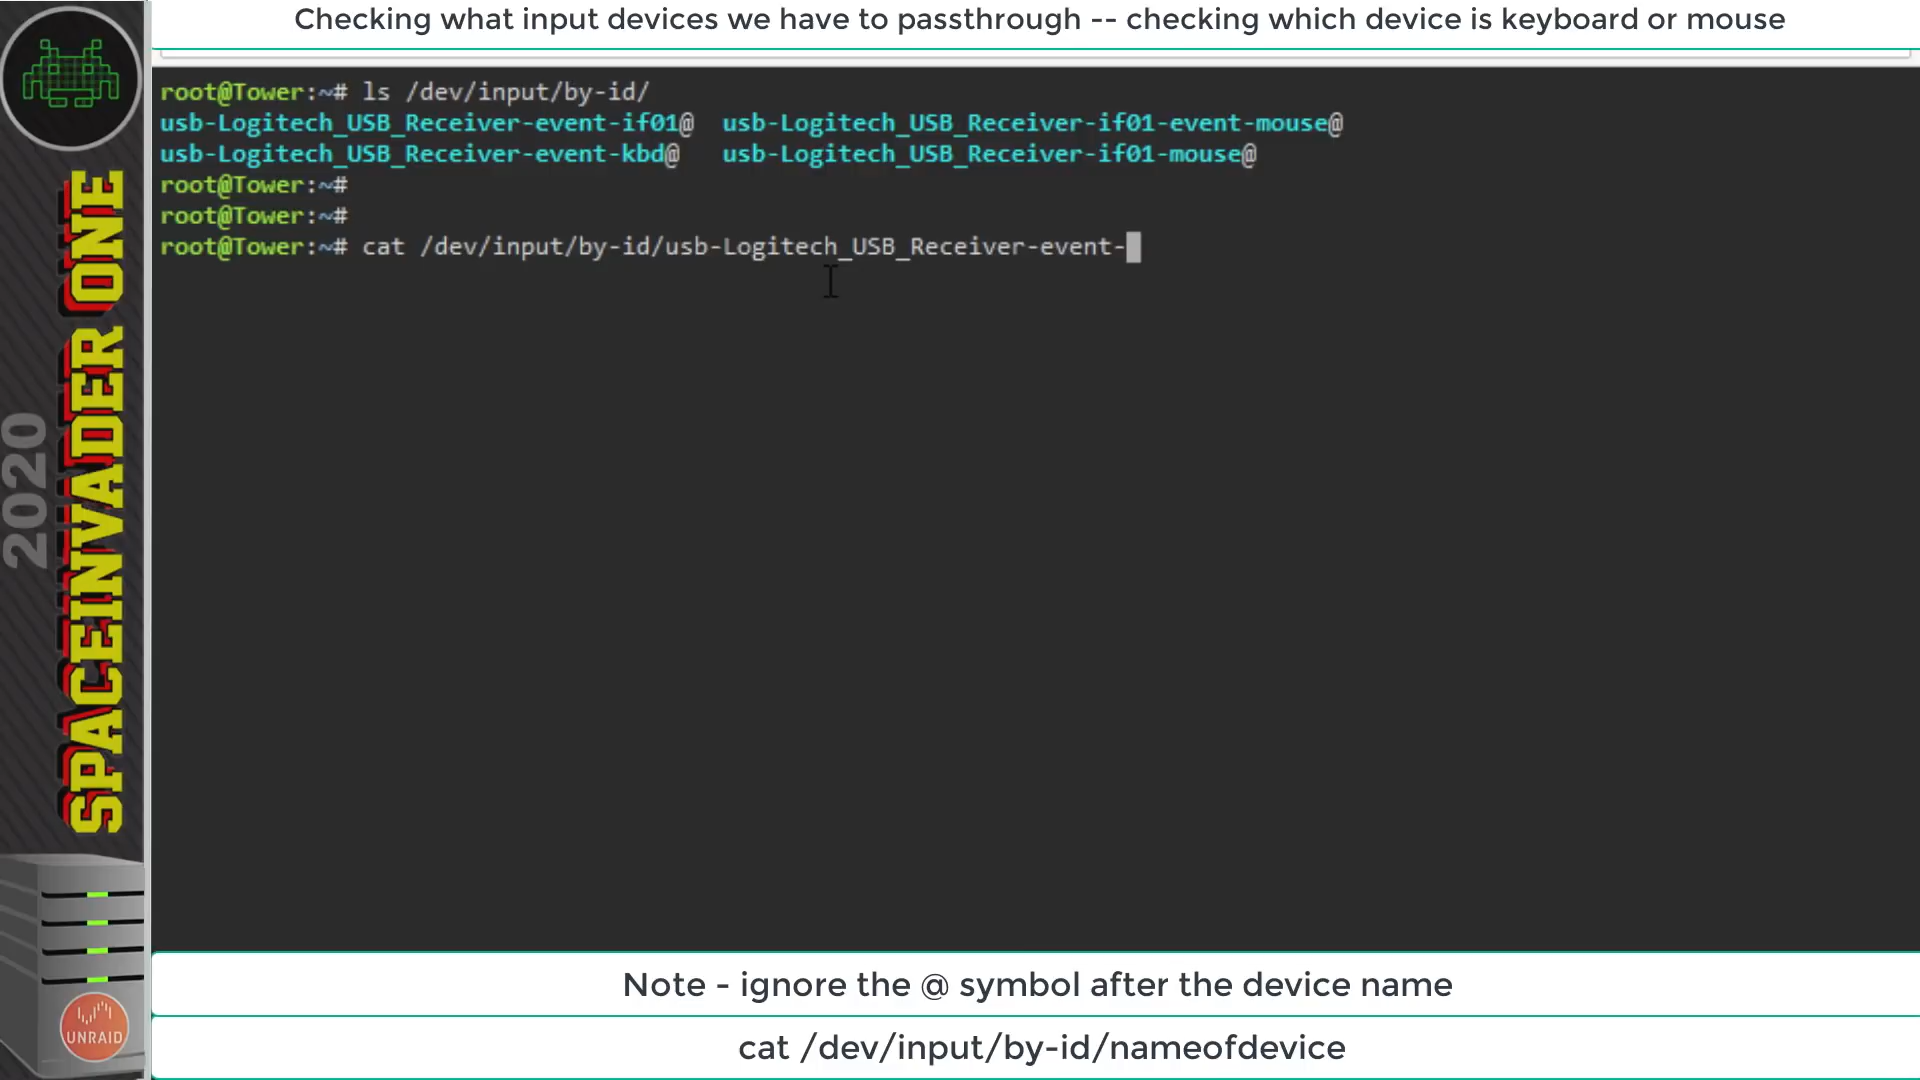 Checking what input devices we have to passthrough -- checking which device is keyboard or mouse
root@Tower:~# ls /dev/input/by-id/
usb-Logitech_USB_Receiver-event-if01@  usb-Logitech_USB_Receiver-if01-event-mouse@
usb-Logitech_USB_Receiver-event-kbd@   usb-Logitech_USB_Receiver-if01-mouse@
root@Tower:~#
root@Tower:~#
root@Tower:~# cat /dev/input/by-id/usb-Logitech_USB_Receiver-event-
2020
SPACEINVADER ONE
UNRAID
Note - ignore the @ symbol after the device name
cat /dev/input/by-id/nameofdevice